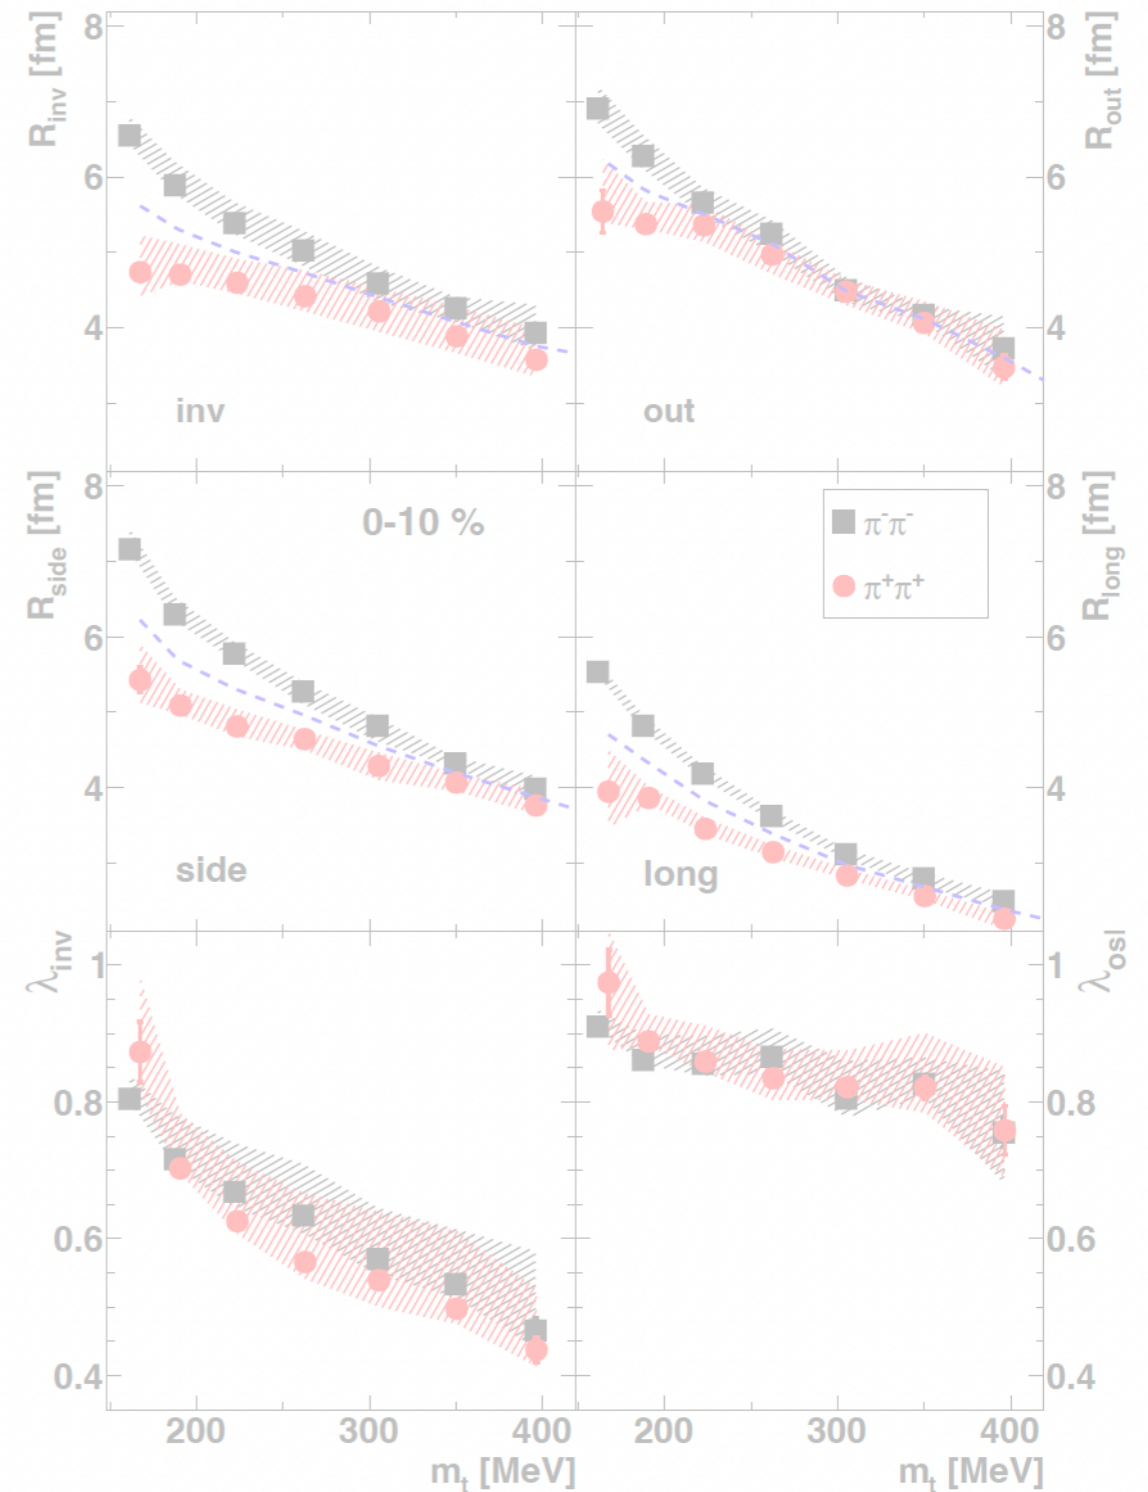 R_inv [fm]
8
6
4
inv
R_out [fm]
8
6
4
out
R_side [fm]
8
6
4
0-10 %
side
R_long [fm]
8
6
4
π⁻π⁻
π⁺π⁺
long
λ_inv
1
0.8
0.6
0.4
λ_osl
1
0.8
0.6
0.4
200 300 400
m_t [MeV]
200 300 400
m_t [MeV]